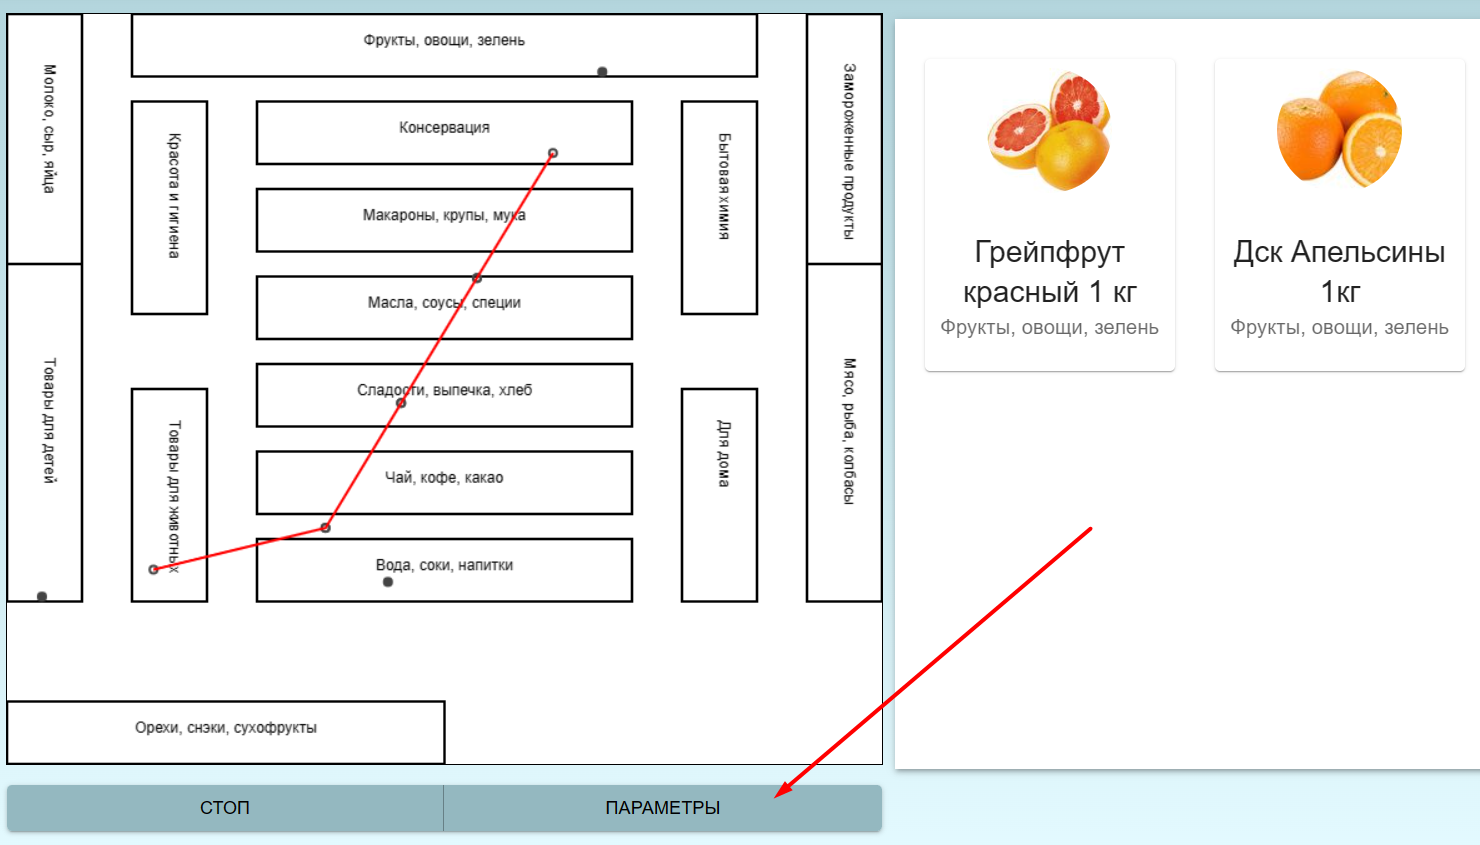 Фрукты, овощи, зелень
Молоко, сыр, яйца
Замороженные продукты
Консервация
Красота и гигиена
Бытовая химия
Макароны, крупы, мука
Масла, соусы, специи
Товары для детей
Мясо, рыба, колбасы
Сладости, выпечка, хлеб
Товары для животных
Для дома
Чай, кофе, какао
Вода, соки, напитки
Орехи, снэки, сухофрукты
СТОП
ПАРАМЕТРЫ
Грейпфрут
красный 1 кг
Фрукты, овощи, зелень
Дск Апельсины
1кг
Фрукты, овощи, зелень